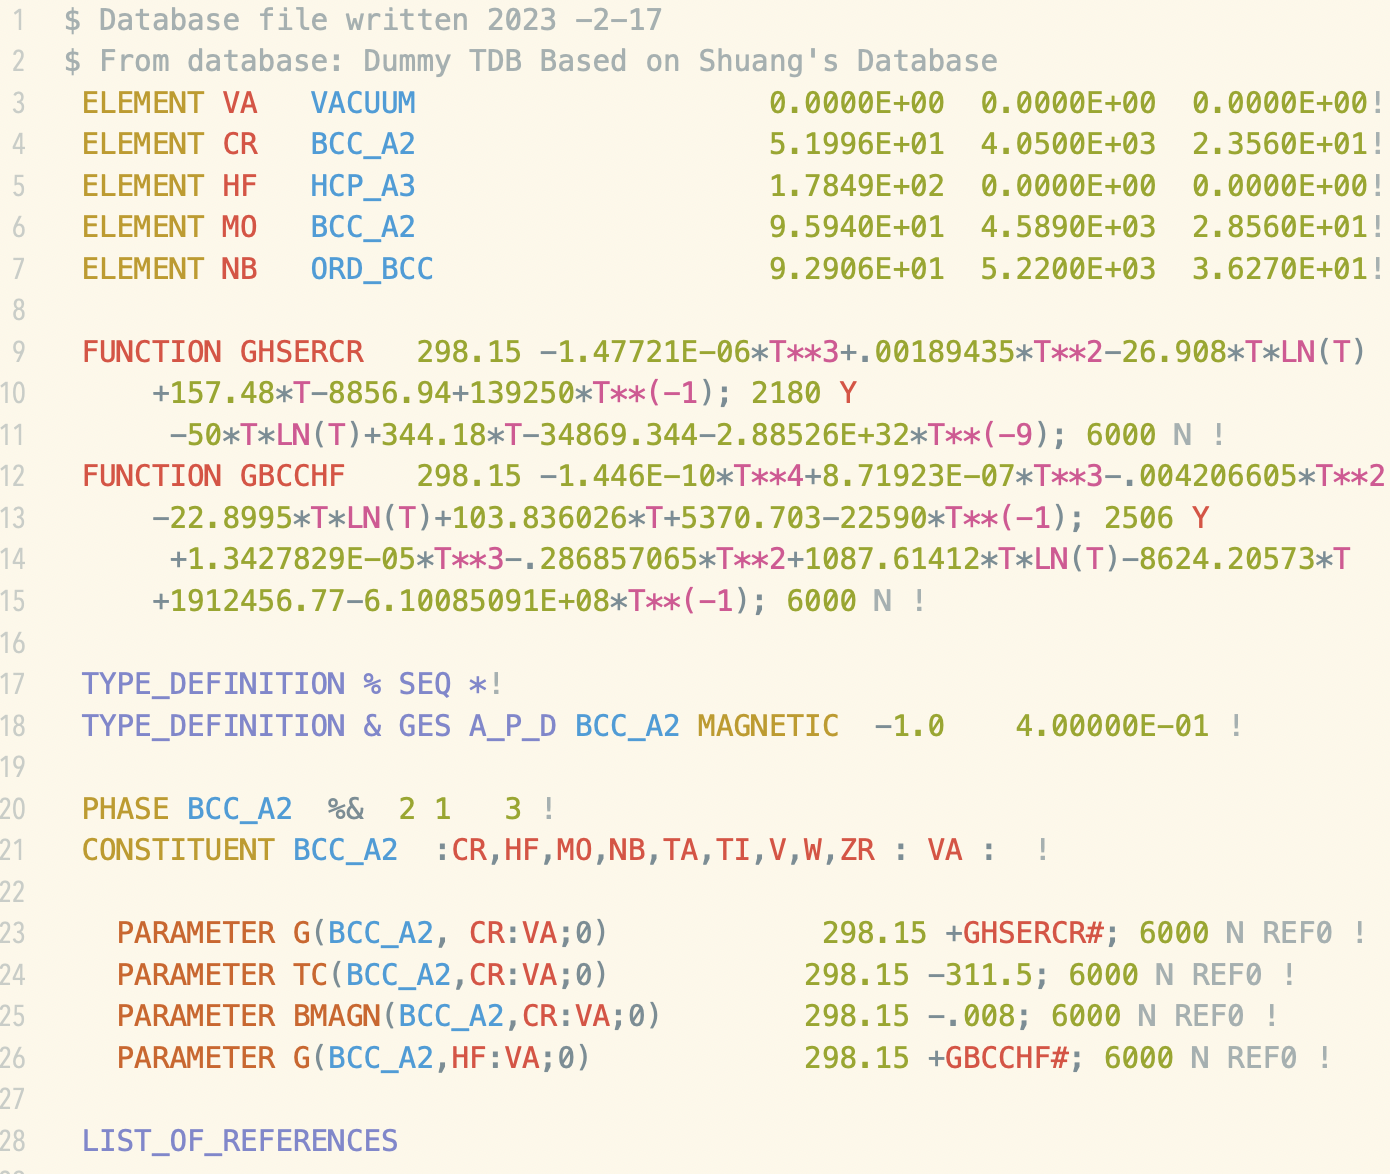 1 $ Database file written 2023 -2-17
2 $ From database: Dummy TDB Based on Shuang's Database
3 ELEMENT VA VACUUM 0.0000E+00 0.0000E+00 0.0000E+00!
4 ELEMENT CR BCC_A2 5.1996E+01 4.0500E+03 2.3560E+01!
5 ELEMENT HF HCP_A3 1.7849E+02 0.0000E+00 0.0000E+00!
6 ELEMENT MO BCC_A2 9.5940E+01 4.5890E+03 2.8560E+01!
7 ELEMENT NB ORD_BCC 9.2906E+01 5.2200E+03 3.6270E+01!
8
9 FUNCTION GHSERCR 298.15 -1.47721E-06*T**3+.00189435*T**2-26.908*T*LN(T)
10 +157.48*T-8856.94+139250*T**(-1); 2180 Y
11 -50*T*LN(T)+344.18*T-34869.344-2.88526E+32*T**(-9); 6000 N !
12 FUNCTION GBCCHF 298.15 -1.446E-10*T**4+8.71923E-07*T**3-.004206605*T**2
13 -22.8995*T*LN(T)+103.836026*T+5370.703-22590*T**(-1); 2506 Y
14 +1.3427829E-05*T**3-.286857065*T**2+1087.61412*T*LN(T)-8624.20573*T
15 +1912456.77-6.10085091E+08*T**(-1); 6000 N !
16
17 TYPE_DEFINITION % SEQ *!
18 TYPE_DEFINITION & GES A_P_D BCC_A2 MAGNETIC -1.0 4.00000E-01 !
19
20 PHASE BCC_A2 %& 2 1 3 !
21 CONSTITUENT BCC_A2 :CR,HF,MO,NB,TA,TI,V,W,ZR : VA : !
22
23 PARAMETER G(BCC_A2, CR:VA;0) 298.15 +GHSERCR#; 6000 N REF0 !
24 PARAMETER TC(BCC_A2,CR:VA;0) 298.15 -311.5; 6000 N REF0 !
25 PARAMETER BMAGN(BCC_A2,CR:VA;0) 298.15 -.008; 6000 N REF0 !
26 PARAMETER G(BCC_A2,HF:VA;0) 298.15 +GBCCHF#; 6000 N REF0 !
27
28 LIST_OF_REFERENCES